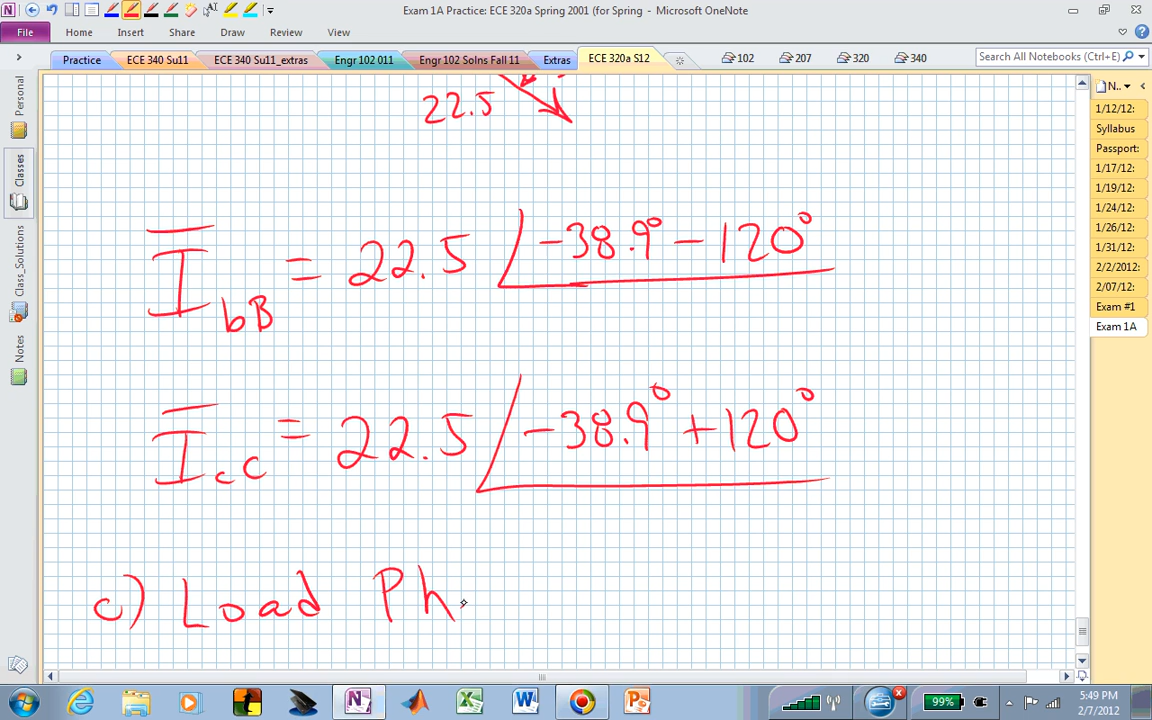 Exam 1A Practice: ECE 320a Spring 2001 (for Spring - Microsoft OneNote
File Home Insert Share Draw Review View
Practice ECE 340 Su11 ECE 340 Su11_extras Engr 102 011 Engr 102 Solns Fall 11 Extras ECE 320a S12 102 207 320 340 Search All Notebooks (Ctrl+E)
N..
Personal
Classes
Class_Solutions
Notes
1/12/12:
Syllabus
Passport:
1/17/12:
1/19/12:
1/24/12:
1/26/12:
1/31/12:
2/2/2012:
2/07/12:
Exam #1
Exam 1A
22.5
I̅bB = 22.5 ∠-38.9° - 120°
I̅cC = 22.5 ∠-38.9° + 120°
c) Load Ph
99%
5:49 PM
2/7/2012